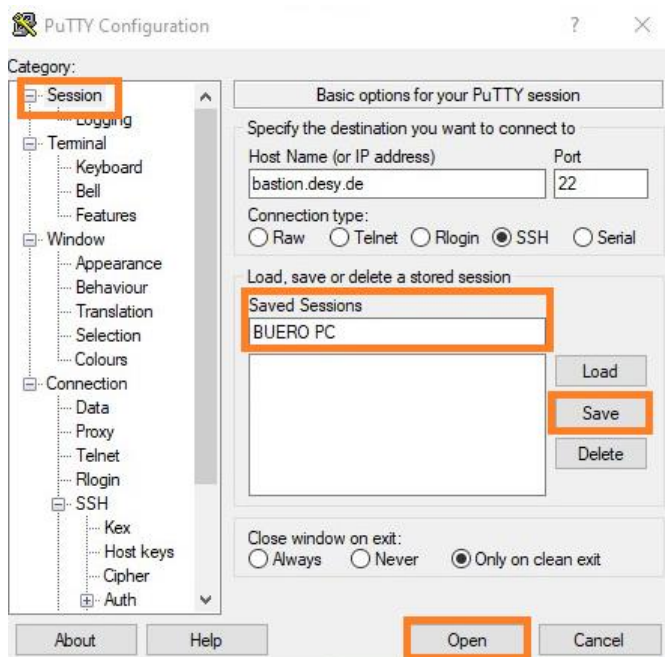 PuTTY Configuration
?
Category:
Session
Logging
Terminal
Keyboard
Bell
Features
Window
Appearance
Behaviour
Translation
Selection
Colours
Connection
Data
Proxy
Telnet
Rlogin
SSH
Kex
Host keys
Cipher
Auth
Basic options for your PuTTY session
Specify the destination you want to connect to
Host Name (or IP address) Port
bastion.desy.de 22
Connection type:
Raw Telnet Rlogin SSH Serial
Load, save or delete a stored session
Saved Sessions
BUERO PC
Load
Save
Delete
Close window on exit:
Always Never Only on clean exit
About Help Open Cancel